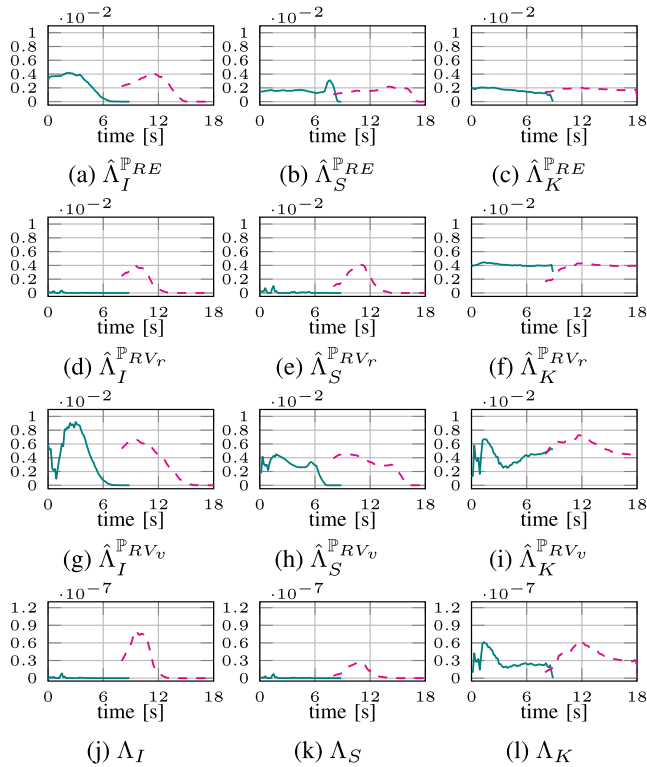 ·10⁻² ·10⁻² ·10⁻²
1 1 1
0.8 0.8 0.8
0.6 0.6 0.6
0.4 0.4 0.4
0.2 0.2 0.2
0 0 0
0 6 12 18 0 6 12 18 0 6 12 18
time [s] time [s] time [s]
(a) Λ̂_I^{ℙ_{RE}} (b) Λ̂_S^{ℙ_{RE}} (c) Λ̂_K^{ℙ_{RE}}
·10⁻² ·10⁻² ·10⁻²
1 1 1
0.8 0.8 0.8
0.6 0.6 0.6
0.4 0.4 0.4
0.2 0.2 0.2
0 0 0
0 6 12 18 0 6 12 18 0 6 12 18
time [s] time [s] time [s]
(d) Λ̂_I^{ℙ_{RV_r}} (e) Λ̂_S^{ℙ_{RV_r}} (f) Λ̂_K^{ℙ_{RV_r}}
·10⁻² ·10⁻² ·10⁻²
1 1 1
0.8 0.8 0.8
0.6 0.6 0.6
0.4 0.4 0.4
0.2 0.2 0.2
0 0 0
0 6 12 18 0 6 12 18 0 6 12 18
time [s] time [s] time [s]
(g) Λ̂_I^{ℙ_{RV_v}} (h) Λ̂_S^{ℙ_{RV_v}} (i) Λ̂_K^{ℙ_{RV_v}}
·10⁻⁷ ·10⁻⁷ ·10⁻⁷
1.2 1.2 1.2
0.9 0.9 0.9
0.6 0.6 0.6
0.3 0.3 0.3
0 0 0
0 6 12 18 0 6 12 18 0 6 12 18
time [s] time [s] time [s]
(j) Λ_I (k) Λ_S (l) Λ_K